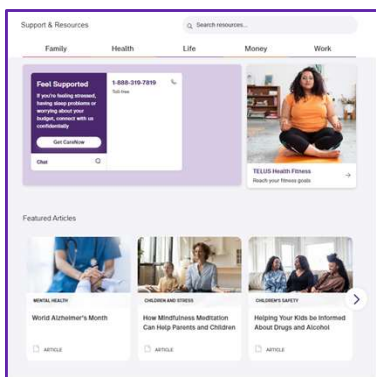 Support & Resources
Search resources...
Family
Health
Life
Money
Work
Feel Supported
If you're feeling stressed,
having sleep problems or
worrying about your
budget, connect with us
confidentially
Get CareNow
Chat
1-888-319-7819
Toll free
TELUS Health Fitness
Reach your fitness goals
Featured Articles
MENTAL HEALTH
World Alzheimer's Month
ARTICLE
CHILDREN AND STRESS
How Mindfulness Meditation
Can Help Parents and Children
ARTICLE
CHILDREN'S SAFETY
Helping Your Kids be Informed
About Drugs and Alcohol
ARTICLE